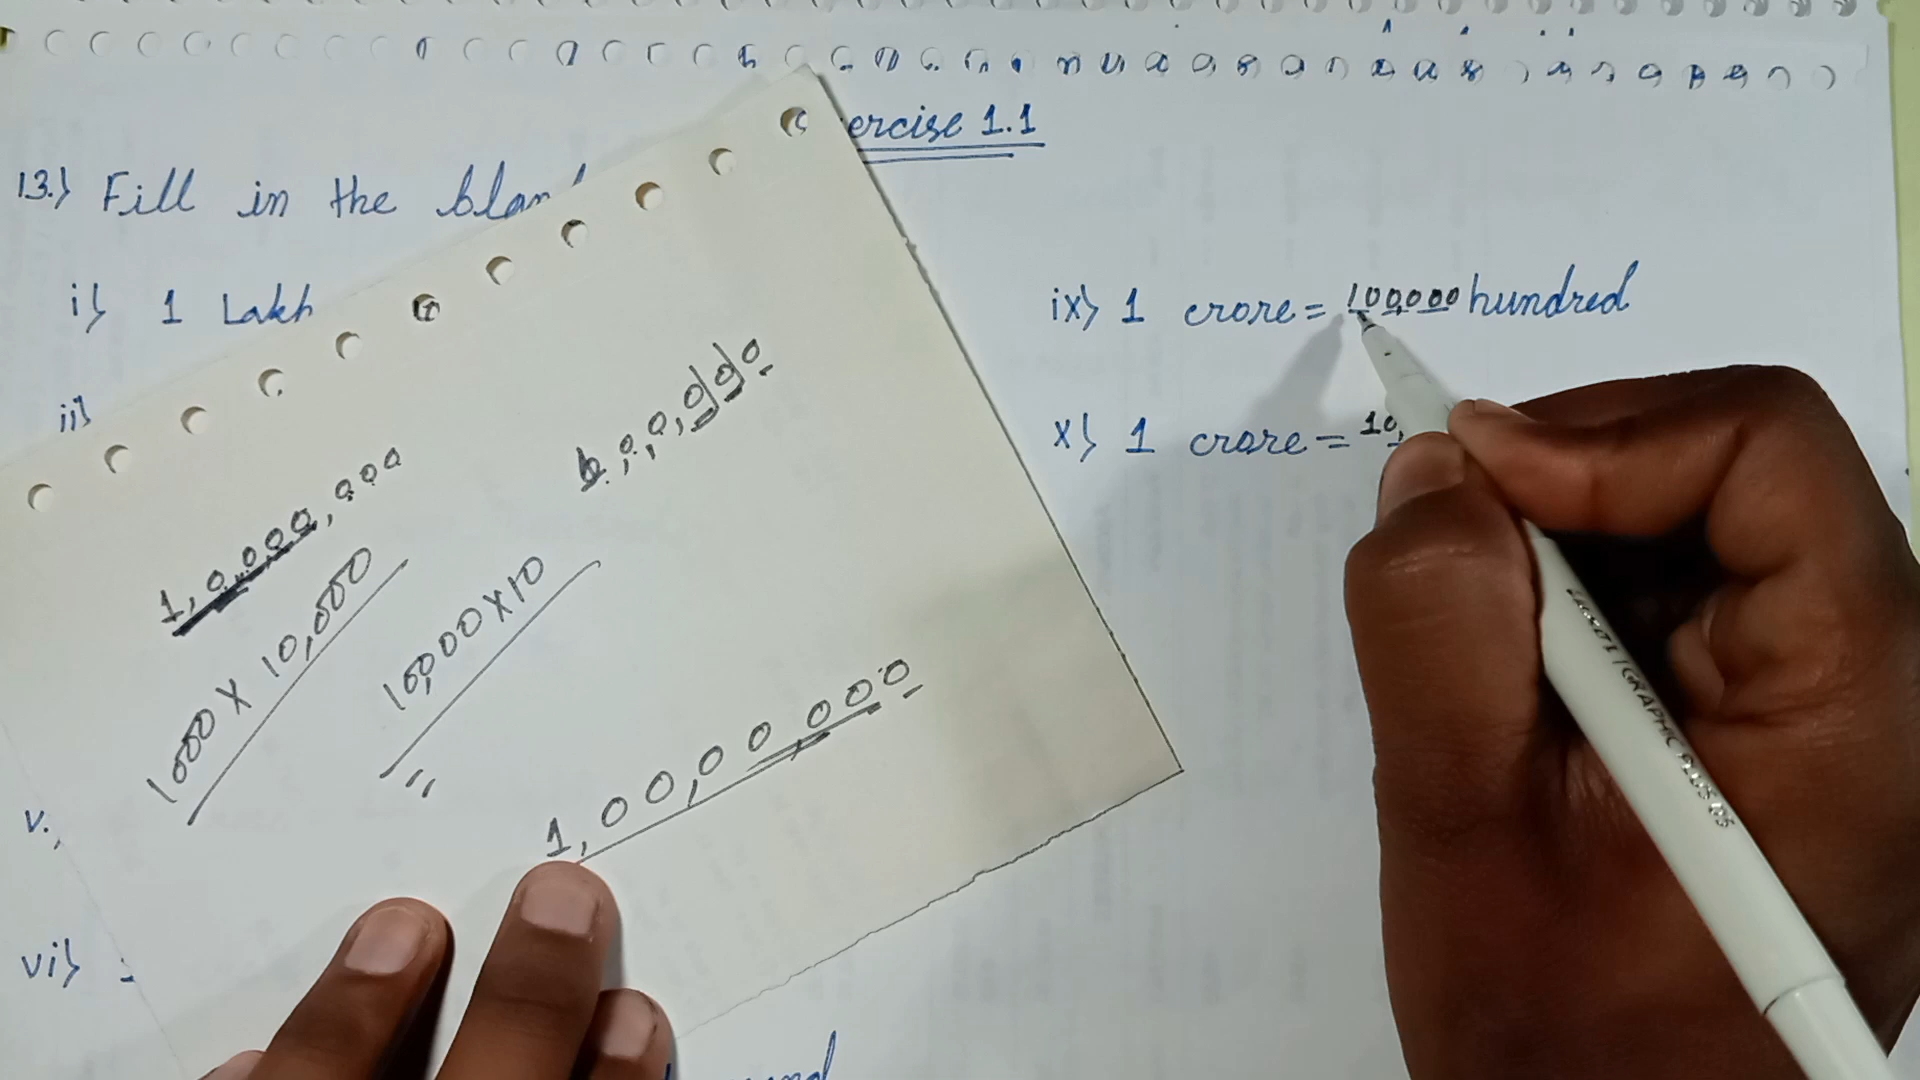 ercise 1.1
13.) Fill in the blan
i) 1 Lakh
ii)
v.,
vi) -
ix) 1 crore = 100,000 hundred
x) 1 crore = 10,
1,0,0,000,000
1000 X 10,000
10,000 X 10
=
1,00,00,000